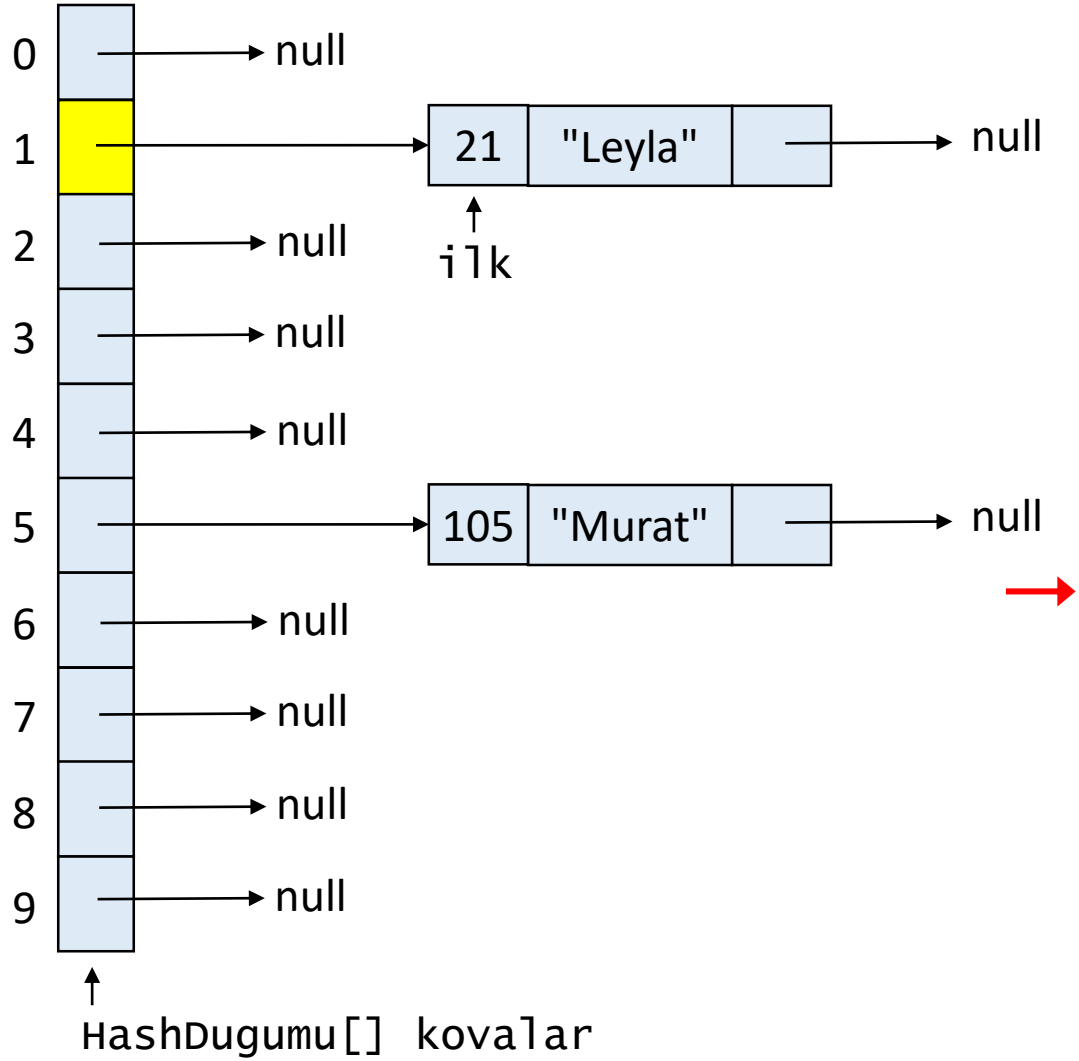 0 null
1 21 "Leyla" null
ilk
2 null
3 null
4 null
5 105 "Murat" null
6 null
7 null
8 null
9 null
HashDugumu[] kovalar